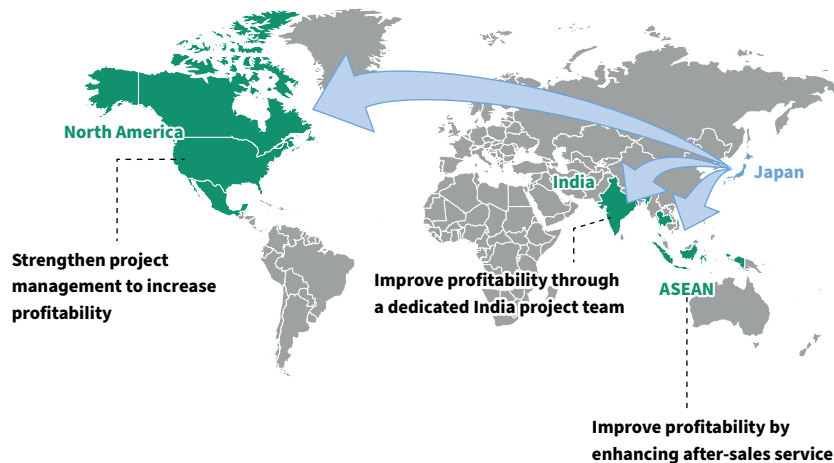 North America
Strengthen project
management to increase
profitability
India
Improve profitability through
a dedicated India project team
Japan
ASEAN
Improve profitability by
enhancing after-sales service